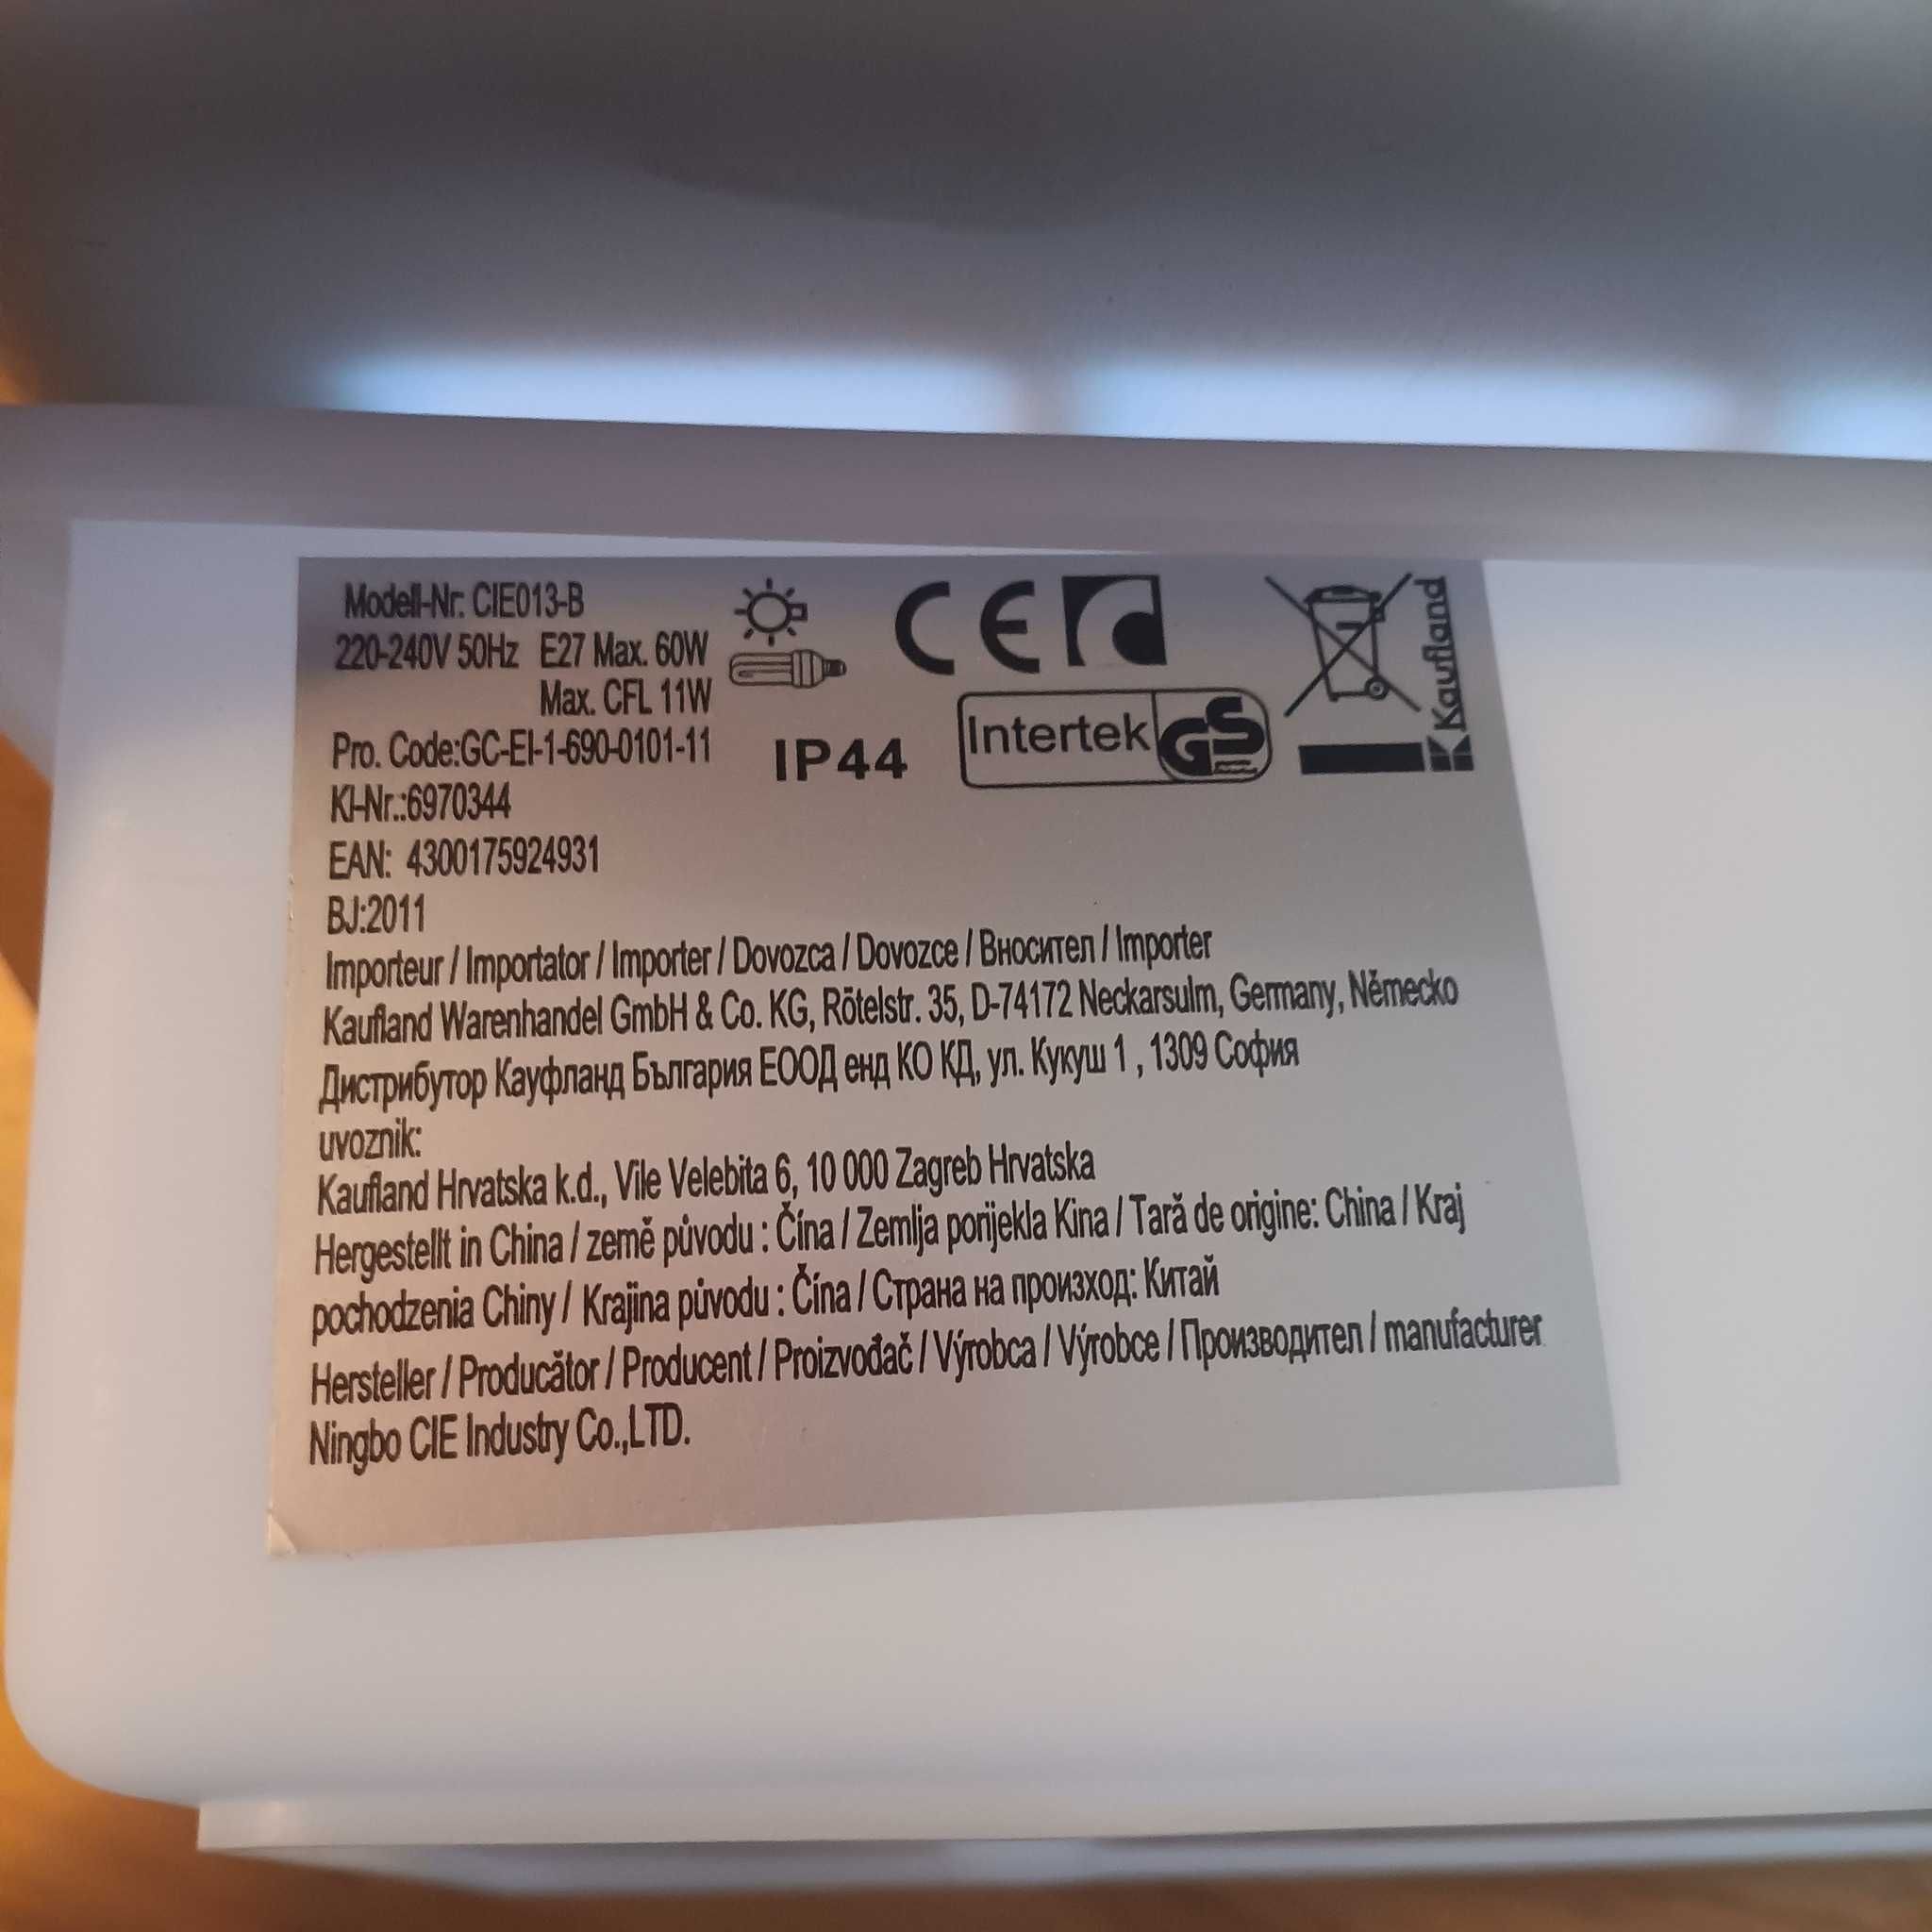 Modell-Nr. CIE013-B
220-240V 50Hz E27 Max. 60W
Max. CFL 11W
Pro. Code:GC-EI-1-690-0101-11
KI-Nr.:6970344
EAN: 4300175924931
BJ:2011
CE
IP44
Intertek GS
Kaufland
Importeur / Importator / Importer / Dovozca / Dovozce / Вносител / Importer
Kaufland Warenhandel GmbH & Co. KG, Rötelstr. 35, D-74172 Neckarsulm, Germany, Německo
Дистрибутор Кауфланд България ЕООД енд КО КД, ул. Кукуш 1 , 1309 София
uvoznik:
Kaufland Hrvatska k.d., Vile Velebita 6, 10 000 Zagreb Hrvatska
Hergestellt in China / země původu : Čína / Zemlja porijekla Kina / Tară de origine: China / Kraj
pochodzenia Chiny / Krajina původu : Čína / Страна на произход: Китай
Hersteller / Producător / Producent / Proizvođač / Výrobca / Výrobce / Производител / manufacturer
Ningbo CIE Industry Co.,LTD.